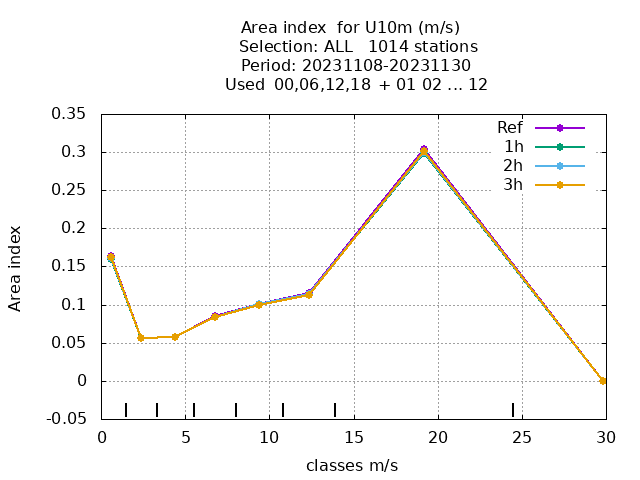 Area index  for U10m (m/s)
Selection: ALL   1014 stations
Period: 20231108-20231130
Used  00,06,12,18  + 01 02 ... 12
0.35
0.3
0.25
0.2
0.15
0.1
0.05
0
-0.05
Area index
Ref
1h
2h
3h
0 5 10 15 20 25 30
classes m/s